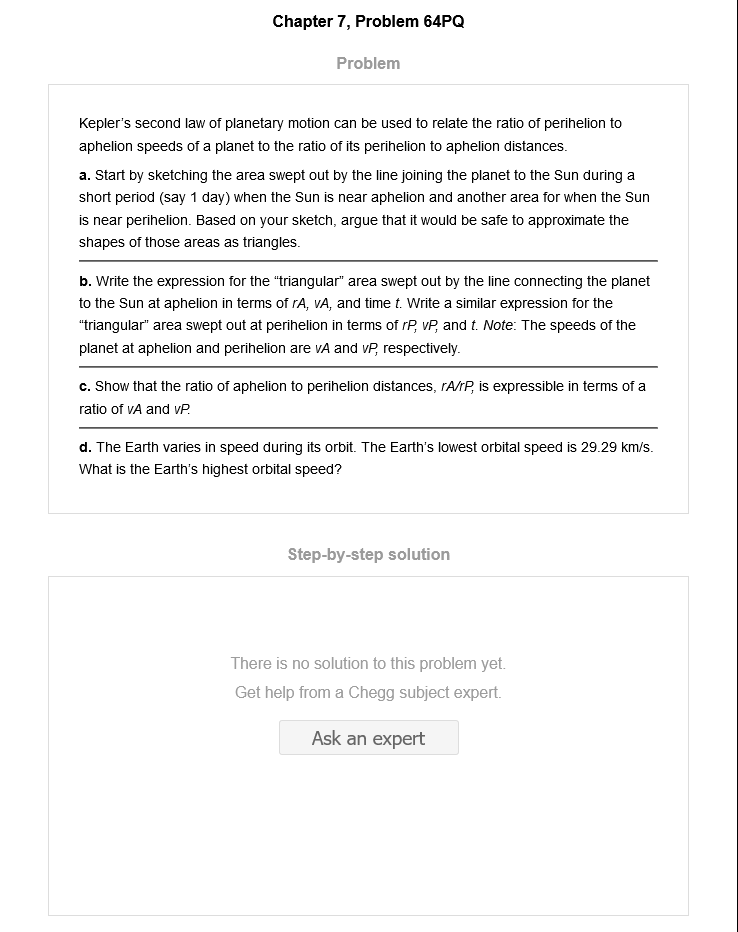 Chapter 7, Problem 64PQ
Problem
Kepler’s second law of planetary motion can be used to relate the ratio of perihelion to
aphelion speeds of a planet to the ratio of its perihelion to aphelion distances.
a. Start by sketching the area swept out by the line joining the planet to the Sun during a
short period (say 1 day) when the Sun is near aphelion and another area for when the Sun
is near perihelion. Based on your sketch, argue that it would be safe to approximate the
shapes of those areas as triangles.
b. Write the expression for the “triangular” area swept out by the line connecting the planet
to the Sun at aphelion in terms of rA, vA, and time t. Write a similar expression for the
“triangular” area swept out at perihelion in terms of rP, vP, and t. Note: The speeds of the
planet at aphelion and perihelion are vA and vP, respectively.
c. Show that the ratio of aphelion to perihelion distances, rA/rP, is expressible in terms of a
ratio of vA and vP.
d. The Earth varies in speed during its orbit. The Earth’s lowest orbital speed is 29.29 km/s.
What is the Earth’s highest orbital speed?
Step-by-step solution
There is no solution to this problem yet.
Get help from a Chegg subject expert.
Ask an expert